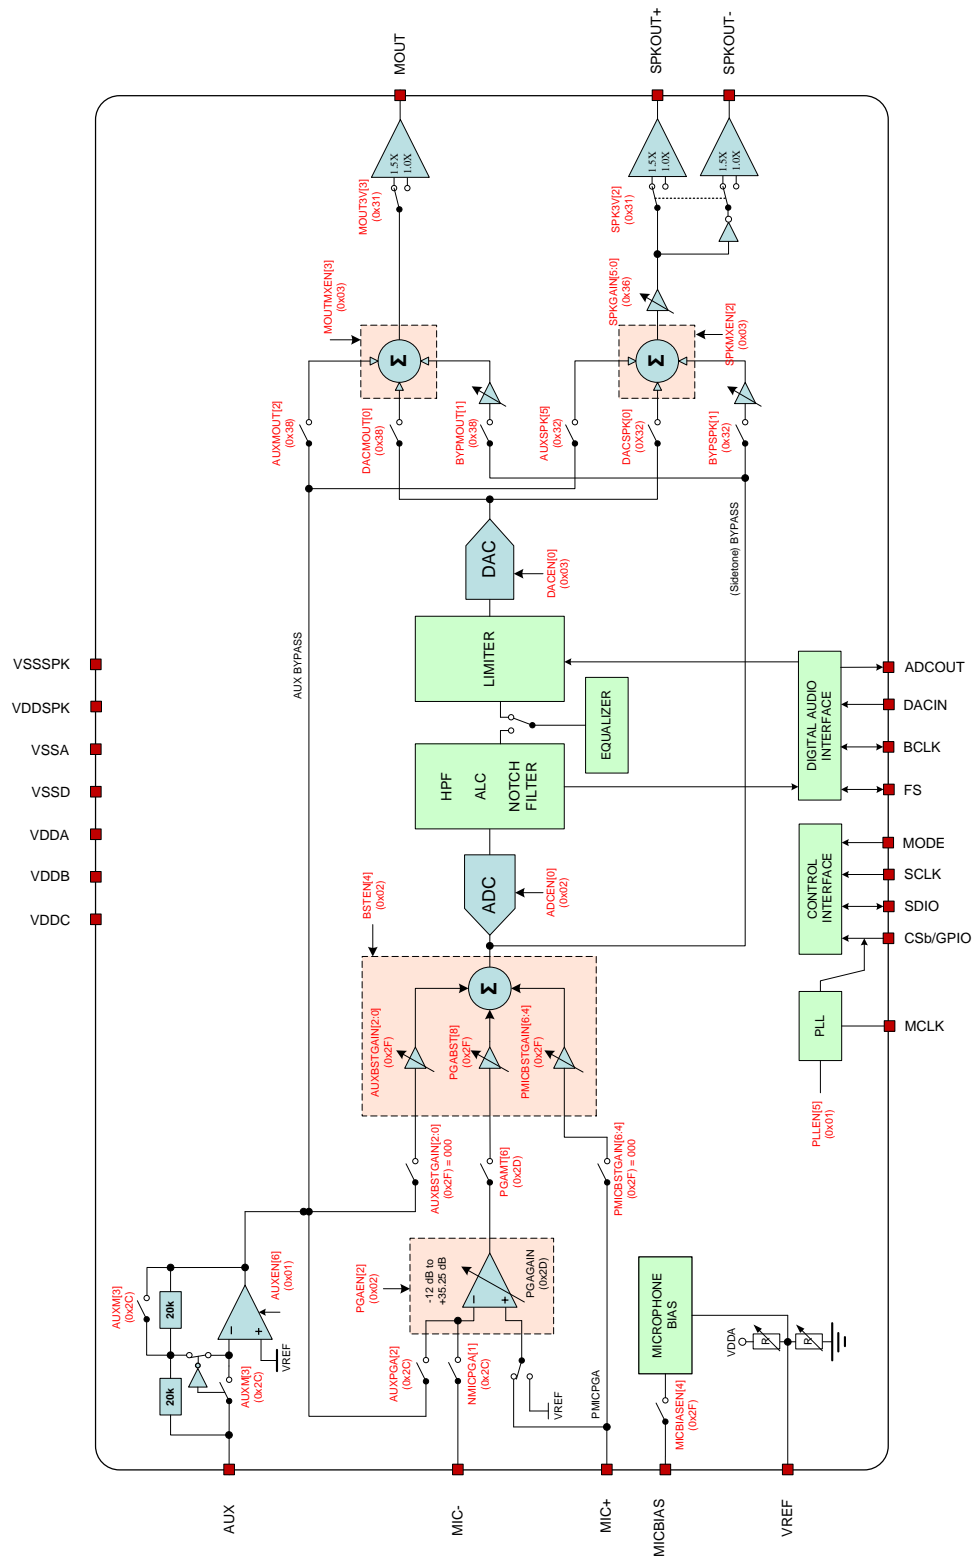 MOUT
SPKOUT+
SPKOUT-
1.5X
1.0X
MOUT3V[3]
(0x31)
1.5X
1.0X
1.5X
1.0X
SPK3V[2]
(0x31)
MOUTMXEN[3]
(0x03)
SPKGAIN[5:0]
(0x36)
SPKMXEN[2]
(0x03)
Σ
Σ
AUXMOUT[2]
(0x38)
DACMOUT[0]
(0x38)
BYPMOUT[1]
(0x38)
AUXSPK[5]
(0x32)
DACSPK[0]
(0X32)
BYPSPK[1]
(0x32)
AUX BYPASS
(Sidetone) BYPASS
DAC
DACEN[0]
(0x03)
LIMITER
EQUALIZER
HPF
ALC
NOTCH
FILTER
ADC
ADCEN[0]
(0x02)
BSTEN[4]
(0x02)
Σ
AUXBSTGAIN[2:0]
(0x2F)
PGABST[8]
(0x2F)
PMICBSTGAIN[6:4]
(0x2F)
AUXBSTGAIN[2:0]
(0x2F) = 000
PGAMT[6]
(0x2D)
PMICBSTGAIN[6:4]
(0x2F) = 000
VSSSPK
VDDSPK
VSSA
VSSD
VDDA
VDDB
VDDC
DIGITAL AUDIO
INTERFACE
ADCOUT
DACIN
BCLK
FS
CONTROL
INTERFACE
MODE
SCLK
SDIO
CSb/GPIO
PLL
MCLK
PLLEN[5]
(0x01)
PGAEN[2]
(0x02)
-12 dB to
+35.25 dB
PGAGAIN
(0x2D)
-
+
AUXM[3]
(0x2C)
20k
20k
AUXEN[6]
(0x01)
-
+
VREF
AUXM[3]
(0x2C)
AUXPGA[2]
(0x2C)
NMICPGA[1]
(0x2C)
VREF
PMICPGA
MICROPHONE
BIAS
MICBIASEN[4]
(0x2F)
VDDA
R
R
AUX
MIC-
MIC+
MICBIAS
VREF